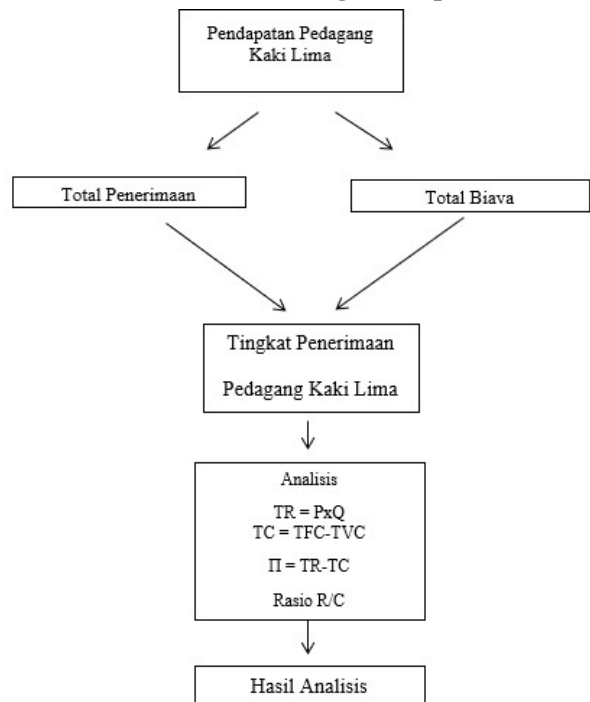 Pendapatan Pedagang
Kaki Lima
Total Penerimaan
Total Biava
Tingkat Penerimaan
Pedagang Kaki Lima
Analisis
TR = PxQ
TC = TFC-TVC
Π = TR-TC
Rasio R/C
Hasil Analisis